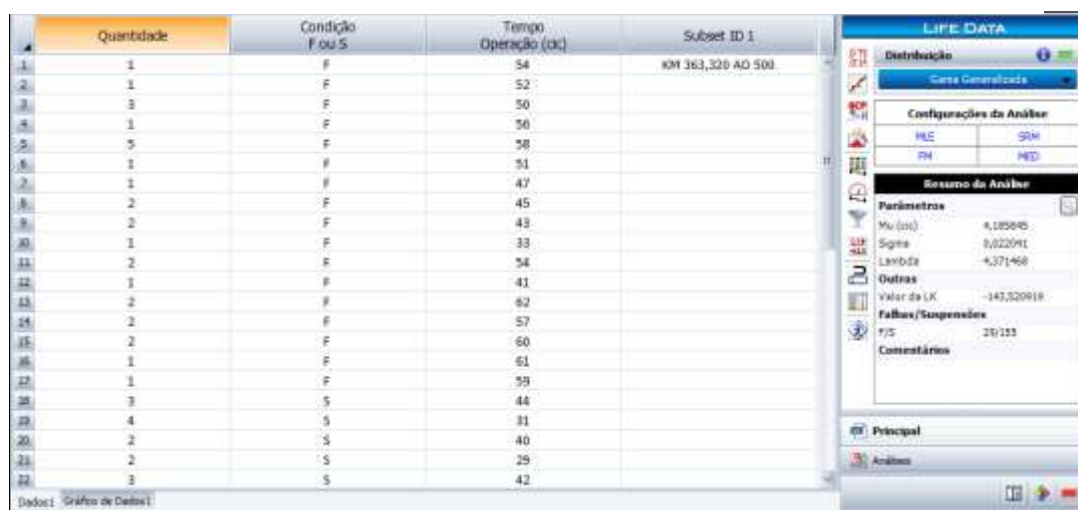 Quantidade Condição F ou S Tempo Operação (cic) Subset ID 1
1 1 F 54 KM 363,320 AO 500
2 1 F 52
3 3 F 50
4 1 F 56
5 5 F 58
6 1 F 51
7 1 F 47
8 2 F 45
9 2 F 43
10 1 F 33
11 2 F 54
12 1 F 41
13 2 F 62
14 2 F 57
15 2 F 60
16 1 F 61
17 1 F 59
18 3 S 44
19 4 S 31
20 2 S 40
21 2 S 29
22 3 S 42
Dados1 Gráfico de Dados1
LIFE DATA
Distribuição
Gama Generalizada
Configurações da Análise
MLE SRM
FM MED
Resumo da Análise
Parâmetros
Mu (cic) 4,185845
Sigma 0,022041
Lambda 4,371468
Outras
Valor da LK -143,520919
Falhas/Suspensões
F/S 29/155
Comentários
Principal
Análises